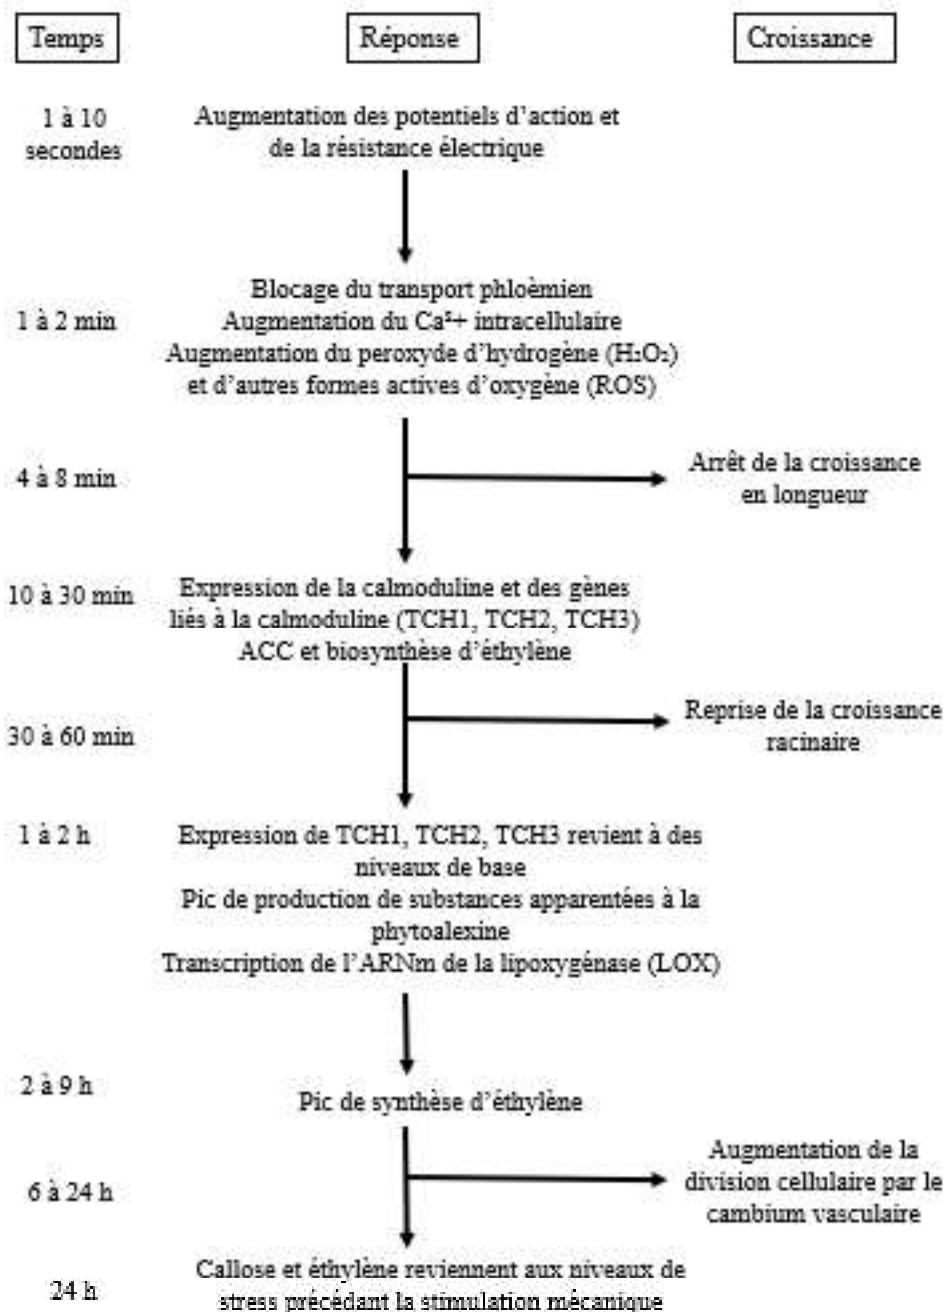 Temps
Réponse
Croissance
1 à 10
secondes
Augmentation des potentiels d'action et
de la résistance électrique
1 à 2 min
Blocage du transport phloèmien
Augmentation du Ca²+ intracellulaire
Augmentation du peroxyde d'hydrogène (H₂O₂)
et d'autres formes actives d'oxygène (ROS)
4 à 8 min
Arrêt de la croissance
en longueur
10 à 30 min
Expression de la calmoduline et des gènes
liés à la calmoduline (TCH1, TCH2, TCH3)
ACC et biosynthèse d'éthylène
30 à 60 min
Reprise de la croissance
racinaire
1 à 2 h
Expression de TCH1, TCH2, TCH3 revient à des
niveaux de base
Pic de production de substances apparentées à la
phytoalexine
Transcription de l'ARNm de la lipoxygénase (LOX)
2 à 9 h
Pic de synthèse d'éthylène
6 à 24 h
Augmentation de la
division cellulaire par le
cambium vasculaire
24 h
Callose et éthylène reviennent aux niveaux de
stress précédant la stimulation mécanique